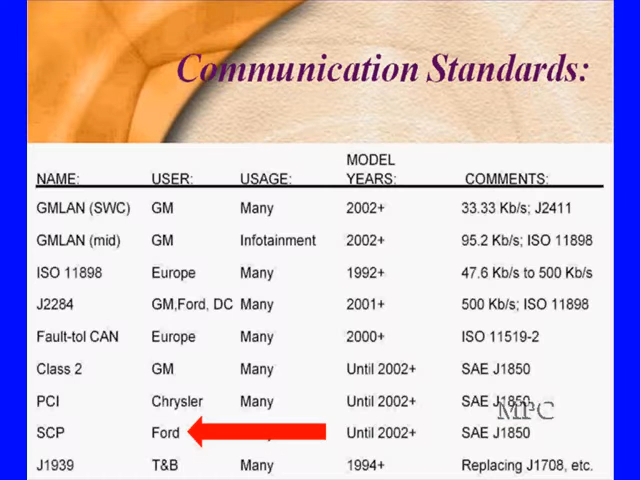 Communication Standards:
NAME: USER: USAGE: MODEL YEARS: COMMENTS:
GMLAN (SWC) GM Many 2002+ 33.33 Kb/s; J2411
GMLAN (mid) GM Infotainment 2002+ 95.2 Kb/s; ISO 11898
ISO 11898 Europe Many 1992+ 47.6 Kb/s to 500 Kb/s
J2284 GM,Ford, DC Many 2001+ 500 Kb/s; ISO 11898
Fault-tol CAN Europe Many 2000+ ISO 11519-2
Class 2 GM Many Until 2002+ SAE J1850
PCI Chrysler Many Until 2002+ SAE J1850
MPC
SCP Ford Until 2002+ SAE J1850
J1939 T&B Many 1994+ Replacing J1708, etc.